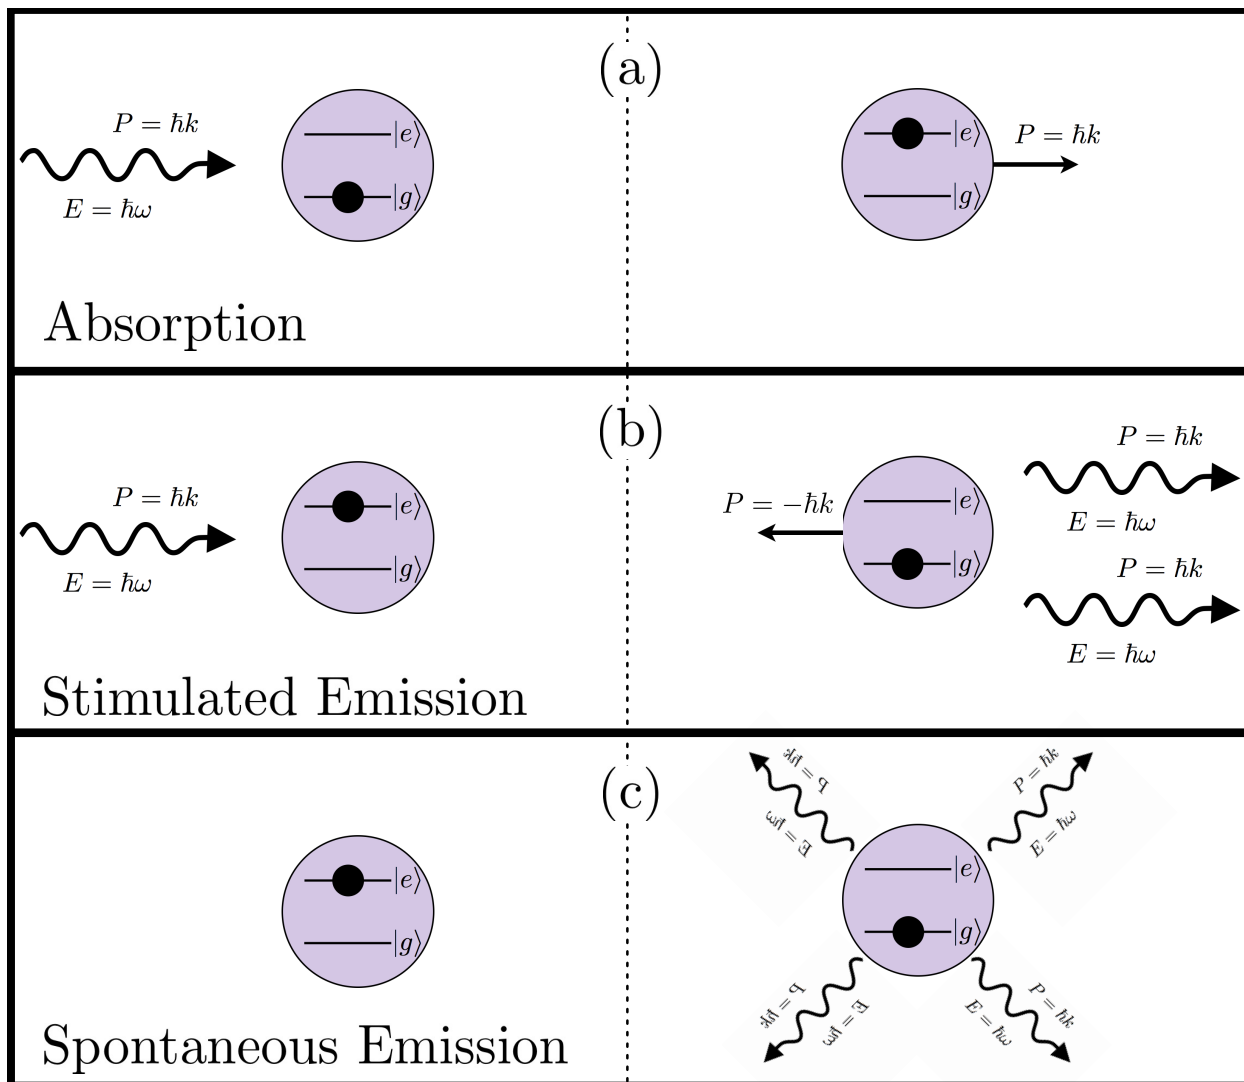 (a)
P = ħk
E = ħω
|e⟩
|g⟩
|e⟩
|g⟩
P = ħk
Absorption
(b)
P = ħk
E = ħω
|e⟩
|g⟩
P = −ħk
|e⟩
|g⟩
P = ħk
E = ħω
P = ħk
E = ħω
Stimulated Emission
(c)
|e⟩
|g⟩
P = ħk
E = ħω
P = ħk
E = ħω
|e⟩
|g⟩
P = ħk
E = ħω
P = ħk
E = ħω
Spontaneous Emission